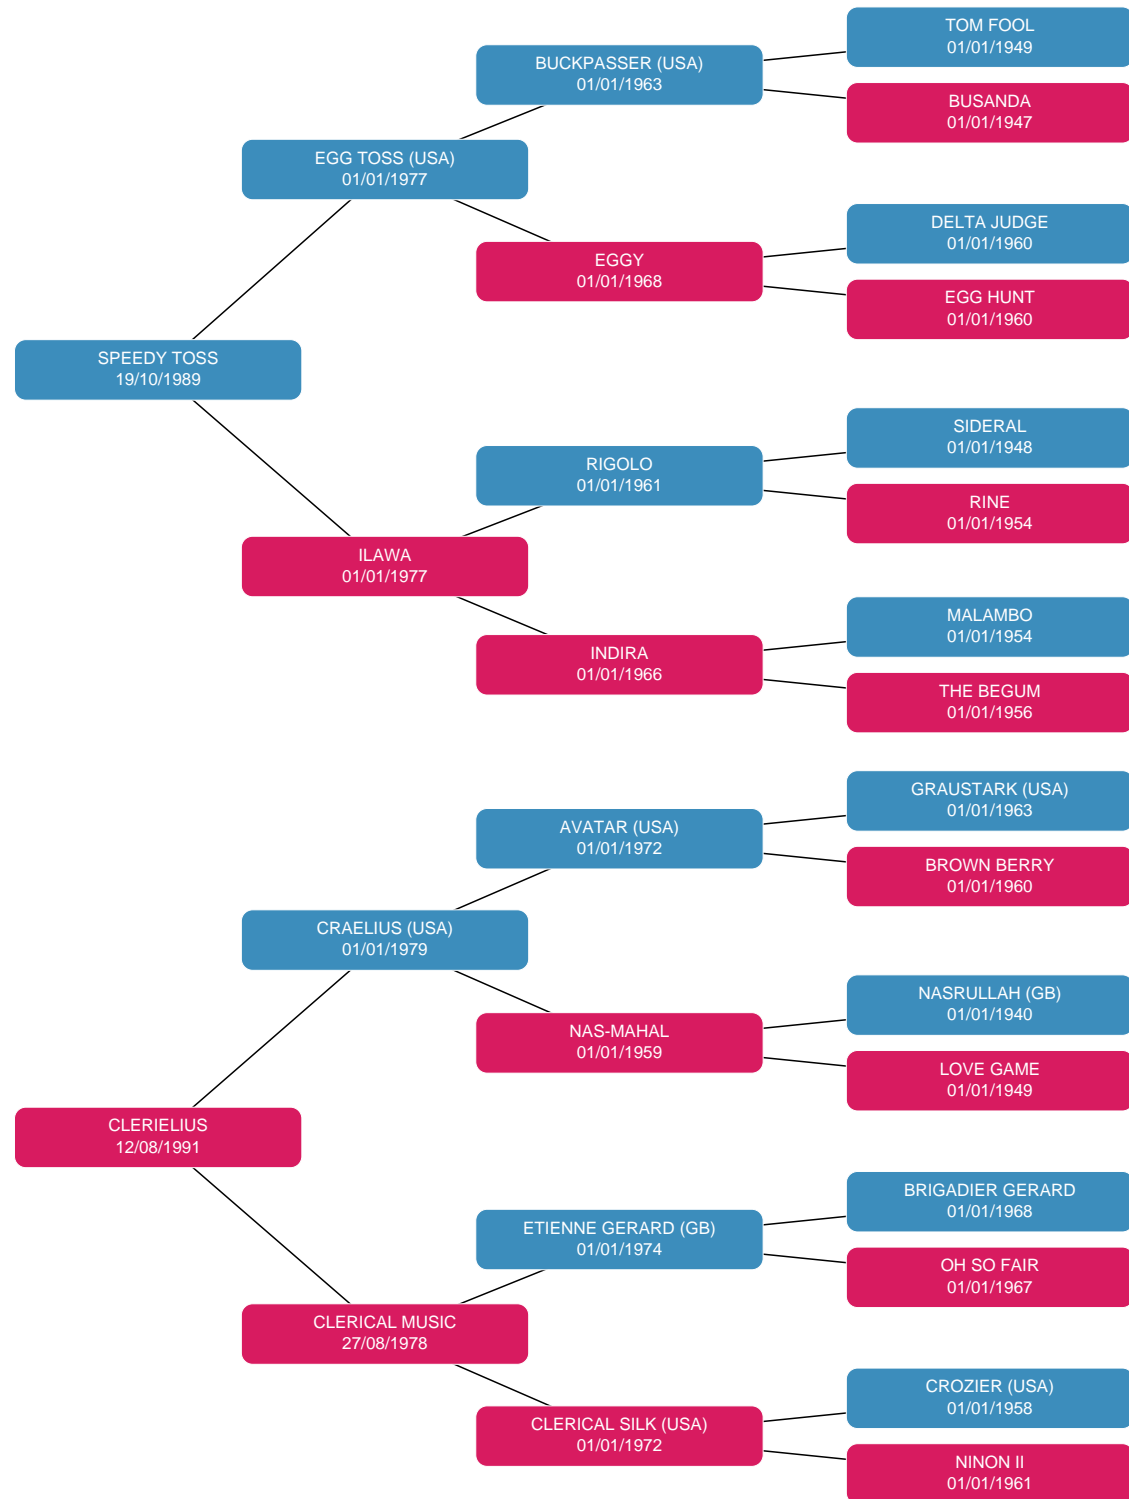 TOM FOOL
01/01/1949
BUCKPASSER (USA)
01/01/1963
BUSANDA
01/01/1947
EGG TOSS (USA)
01/01/1977
DELTA JUDGE
01/01/1960
EGGY
01/01/1968
EGG HUNT
01/01/1960
SPEEDY TOSS
19/10/1989
SIDERAL
01/01/1948
RIGOLO
01/01/1961
RINE
01/01/1954
ILAWA
01/01/1977
MALAMBO
01/01/1954
INDIRA
01/01/1966
THE BEGUM
01/01/1956
GRAUSTARK (USA)
01/01/1963
AVATAR (USA)
01/01/1972
BROWN BERRY
01/01/1960
CRAELIUS (USA)
01/01/1979
NASRULLAH (GB)
01/01/1940
NAS-MAHAL
01/01/1959
LOVE GAME
01/01/1949
CLERIELIUS
12/08/1991
BRIGADIER GERARD
01/01/1968
ETIENNE GERARD (GB)
01/01/1974
OH SO FAIR
01/01/1967
CLERICAL MUSIC
27/08/1978
CROZIER (USA)
01/01/1958
CLERICAL SILK (USA)
01/01/1972
NINON II
01/01/1961